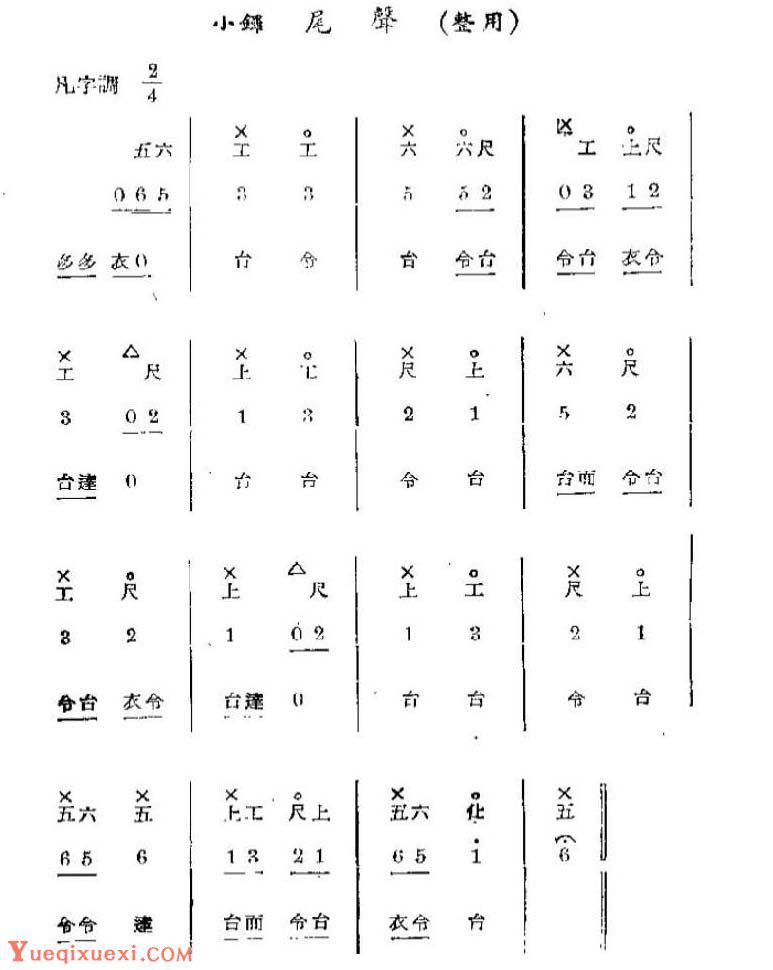 小鑼 尾聲 (整用)
凡字調 2/4
× ○ × ○ ○
五六 工 工 六 六尺 工 上尺
0 6 5 3 3 5 5 2 0 3 1 2
多多 衣0 台 令 台 令台 令台 衣令
× △ × ○ × ○ × ○
工 尺 上 工 尺 上 六 尺
3 0 2 1 3 2 1 5 2
台達 0 台 台 令 台 台而 令台
× ○ × △ × ○ × ○
工 尺 上 尺 上 工 尺 上
3 2 1 0 2 1 3 2 1
令台 衣令 台達 0 台 台 令 台
× × × ○ × ○ ×
五六 五 上工 尺上 五六 仩 五
6 5 6 1 3 2 1 6 5 1 6
令令 達 台而 令台 衣令 台
Yueqixuexi.com